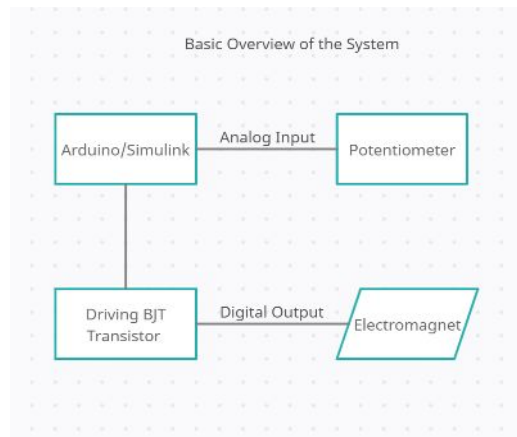 Basic Overview of the System
Arduino/Simulink
Analog Input
Potentiometer
Driving BJT
Transistor
Digital Output
Electromagnet